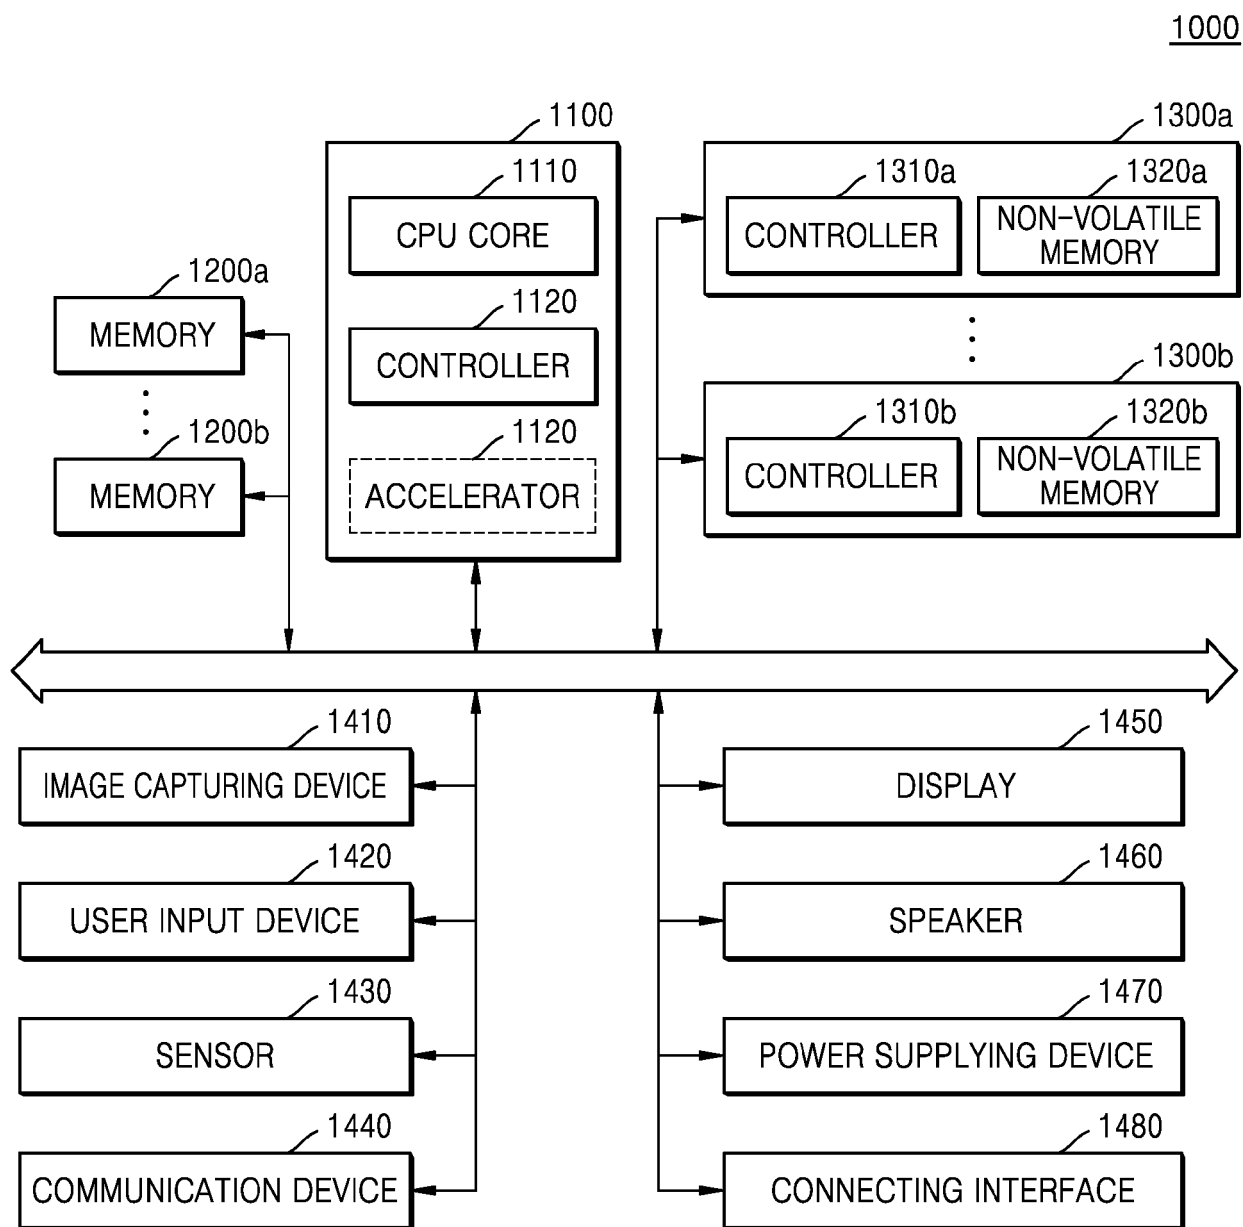 1000
1100
1300a
1110
1310a
1320a
CPU CORE
CONTROLLER
NON-VOLATILE
MEMORY
1200a
MEMORY
1120
CONTROLLER
1300b
1200b
MEMORY
1120
ACCELERATOR
1310b
1320b
CONTROLLER
NON-VOLATILE
MEMORY
1410
IMAGE CAPTURING DEVICE
1450
DISPLAY
1420
USER INPUT DEVICE
1460
SPEAKER
1430
SENSOR
1470
POWER SUPPLYING DEVICE
1440
COMMUNICATION DEVICE
1480
CONNECTING INTERFACE